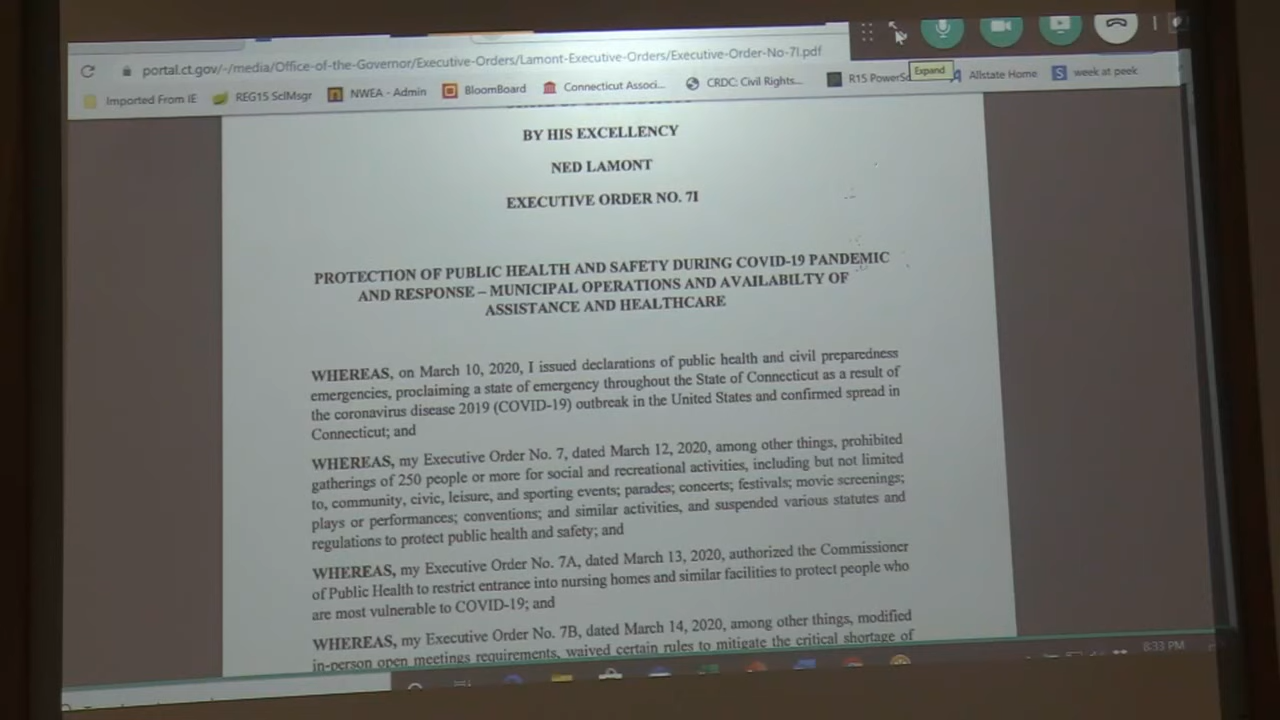 portal.ct.gov/-/media/Office-of-the-Governor/Executive-Orders/Lamont-Executive-Orders/Executive-Order-No-7I.pdf
Expand
Imported From IE
REG15 SclMsgr
NWEA - Admin
BloomBoard
Connecticut Associ...
CRDC: Civil Rights...
R15 PowerSc
Allstate Home
week at peek
BY HIS EXCELLENCY
NED LAMONT
EXECUTIVE ORDER NO. 7I
PROTECTION OF PUBLIC HEALTH AND SAFETY DURING COVID-19 PANDEMIC
AND RESPONSE – MUNICIPAL OPERATIONS AND AVAILABILTY OF
ASSISTANCE AND HEALTHCARE
WHEREAS, on March 10, 2020, I issued declarations of public health and civil preparedness
emergencies, proclaiming a state of emergency throughout the State of Connecticut as a result of
the coronavirus disease 2019 (COVID-19) outbreak in the United States and confirmed spread in
Connecticut; and
WHEREAS, my Executive Order No. 7, dated March 12, 2020, among other things, prohibited
gatherings of 250 people or more for social and recreational activities, including but not limited
to, community, civic, leisure, and sporting events; parades; concerts; festivals; movie screenings;
plays or performances; conventions; and similar activities, and suspended various statutes and
regulations to protect public health and safety; and
WHEREAS, my Executive Order No. 7A, dated March 13, 2020, authorized the Commissioner
of Public Health to restrict entrance into nursing homes and similar facilities to protect people who
are most vulnerable to COVID-19; and
WHEREAS, my Executive Order No. 7B, dated March 14, 2020, among other things, modified
in-person open meetings requirements, waived certain rules to mitigate the critical shortage of
8:33 PM